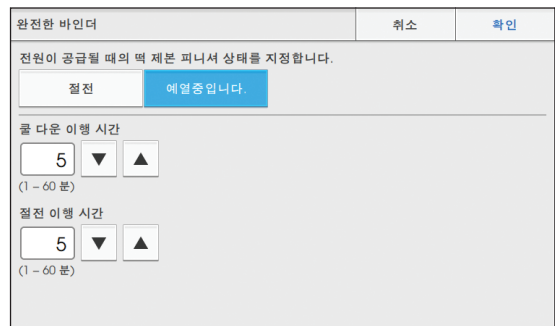 완전한 바인더 취소 확인
전원이 공급될 때의 떡 제본 피니셔 상태를 지정합니다.
절전 예열중입니다.
쿨 다운 이행 시간
5
(1 – 60 분)
절전 이행 시간
5
(1 – 60 분)